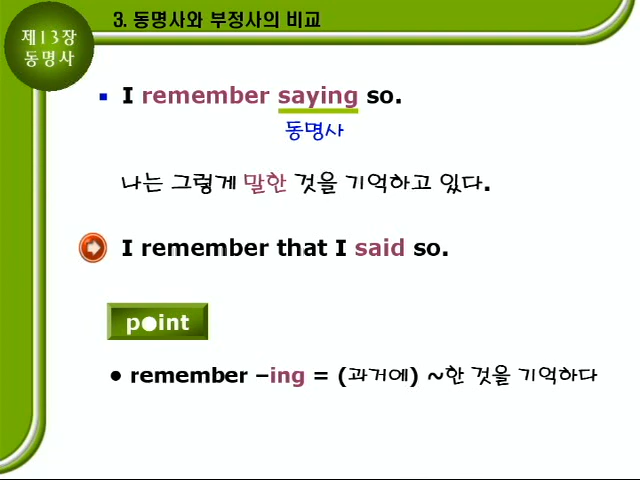 제13장
동명사
3. 동명사와 부정사의 비교
I remember saying so.
동명사
나는 그렇게 말한 것을 기억하고 있다.
I remember that I said so.
point
• remember –ing = (과거에) ~한 것을 기억하다